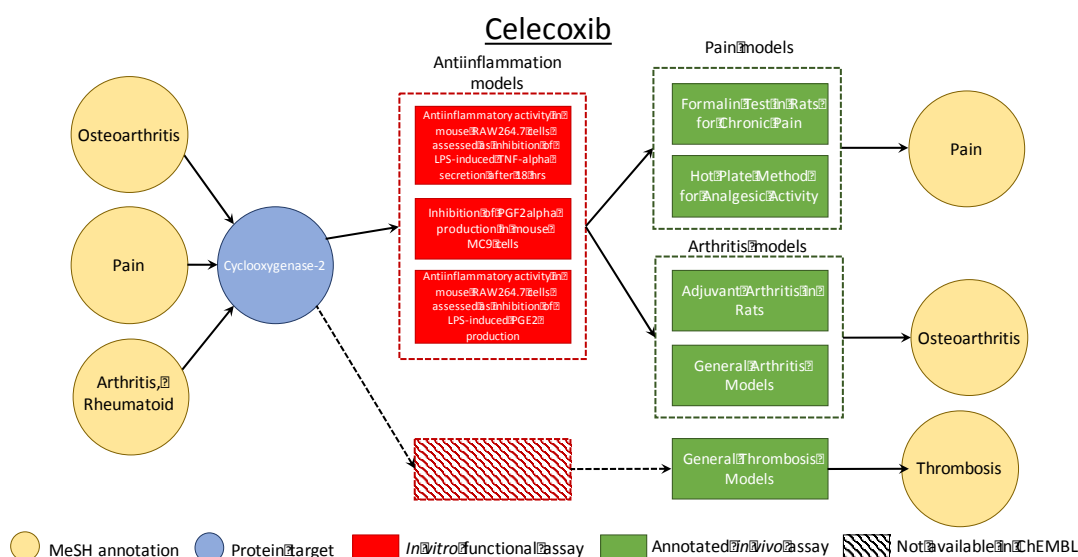 Celecoxib
Antiinflammation
models
Pain models
Osteoarthritis
Pain
Arthritis,
Rheumatoid
Cyclooxygenase-2
Antiinflammatory activity in
mouse RAW264.7 cells
assessed as inhibition of
LPS-induced TNF-alpha
secretion after 18 hrs
Inhibition of PGF2alpha
production in mouse
MC9 cells
Antiinflammatory activity in
mouse RAW264.7 cells
assessed as inhibition of
LPS-induced PGE2
production
Formalin Test in Rats
for Chronic Pain
Hot Plate Method
for Analgesic Activity
Arthritis models
Adjuvant Arthritis in
Rats
General Arthritis
Models
General Thrombosis
Models
Pain
Osteoarthritis
Thrombosis
MeSH annotation
Protein target
In vitro functional assay
Annotated in vivo assay
Not available in ChEMBL